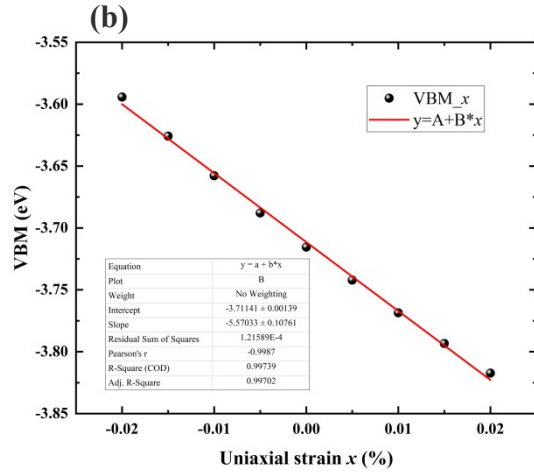 (b)
-3.50
-3.55
-3.60
-3.65
-3.70
-3.75
-3.80
-3.85
VBM (eV)
VBM_x
y=A+B*x
Equation y = a + b*x
Plot B
Weight No Weighting
Intercept -3.71141 ± 0.00139
Slope -5.57033 ± 0.10761
Residual Sum of Squares 1.21589E-4
Pearson's r -0.9987
R-Square (COD) 0.99739
Adj. R-Square 0.99702
-0.02 -0.01 0.00 0.01 0.02
Uniaxial strain x (%)